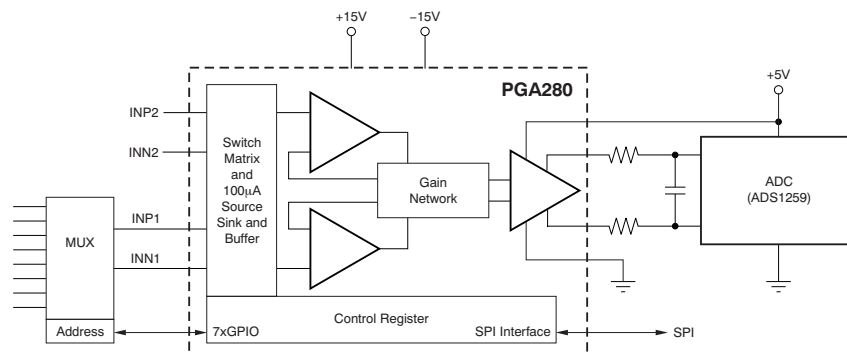 +15V
−15V
PGA280
+5V
INP2
INN2
Switch
Matrix
and
100μA
Source
Sink and
Buffer
Gain
Network
ADC
(ADS1259)
MUX
INP1
INN1
Control Register
Address
7xGPIO
SPI Interface
SPI